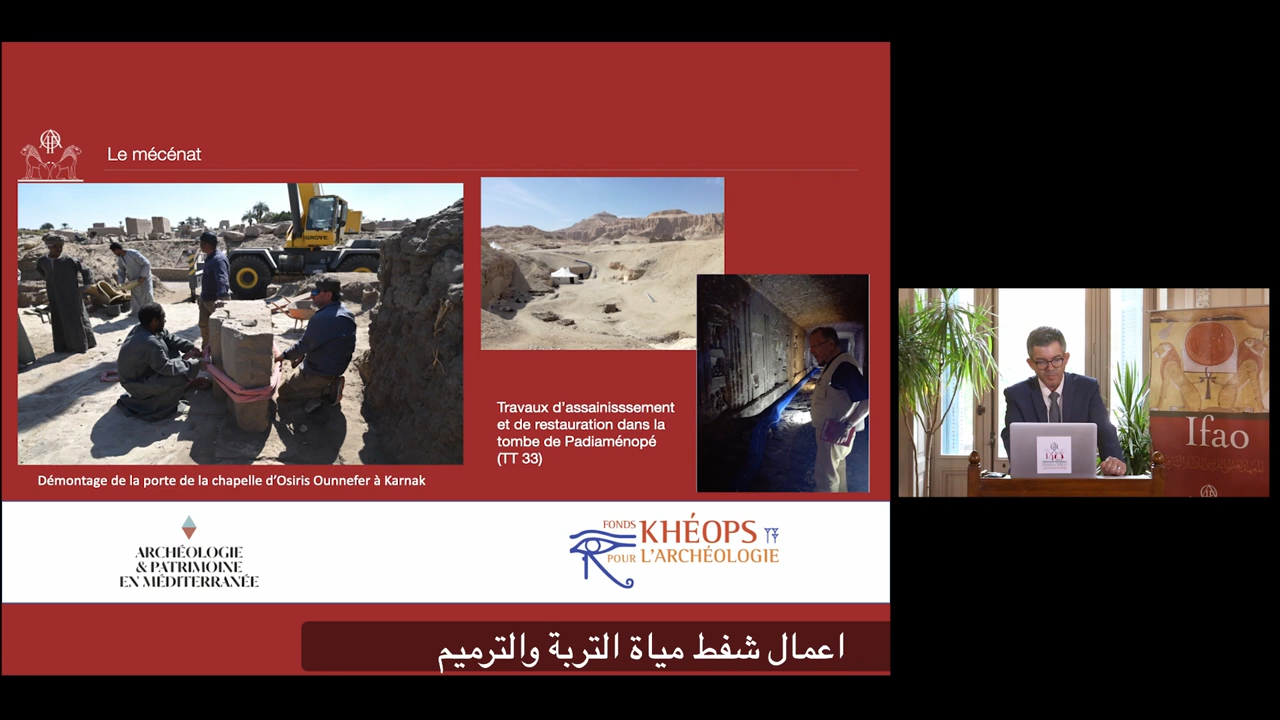 Le mécénat
GROVE
Travaux d'assainisssement
et de restauration dans la
tombe de Padiaménopé
(TT 33)
Démontage de la porte de la chapelle d'Osiris Ounnefer à Karnak
ARCHÉOLOGIE
& PATRIMOINE
EN MÉDITERRANÉE
FONDS KHÉOPS
POUR L'ARCHÉOLOGIE
اعمال شفط مياة التربة والترميم
Ifao